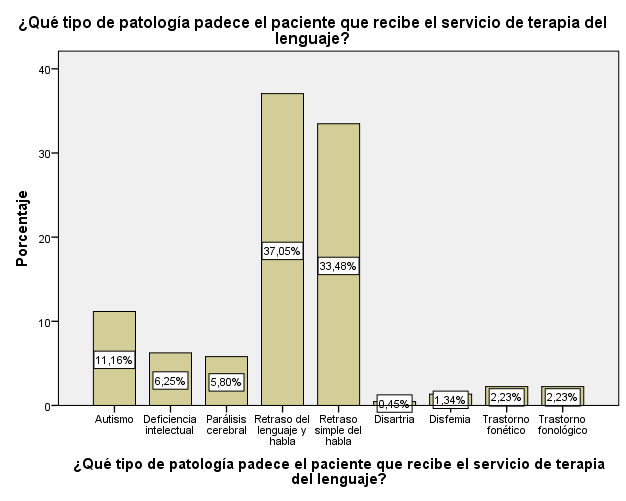 ¿Qué tipo de patología padece el paciente que recibe el servicio de terapia del
lenguaje?
Porcentaje
40
30
20
10
0
11,16%
6,25%
5,80%
37,05%
33,48%
0,45%
1,34%
2,23%
2,23%
Autismo
Deficiencia
intelectual
Parálisis
cerebral
Retraso del
lenguaje y
habla
Retraso
simple del
habla
Disartria
Disfemia
Trastorno
fonético
Trastorno
fonológico
¿Qué tipo de patología padece el paciente que recibe el servicio de terapia
del lenguaje?